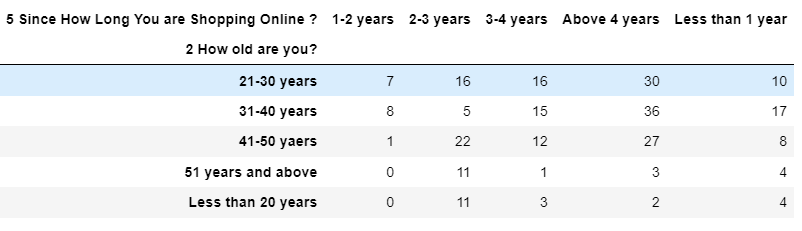 5 Since How Long You are Shopping Online ? 1-2 years 2-3 years 3-4 years Above 4 years Less than 1 year
2 How old are you?
21-30 years 7 16 16 30 10
31-40 years 8 5 15 36 17
41-50 yaers 1 22 12 27 8
51 years and above 0 11 1 3 4
Less than 20 years 0 11 3 2 4